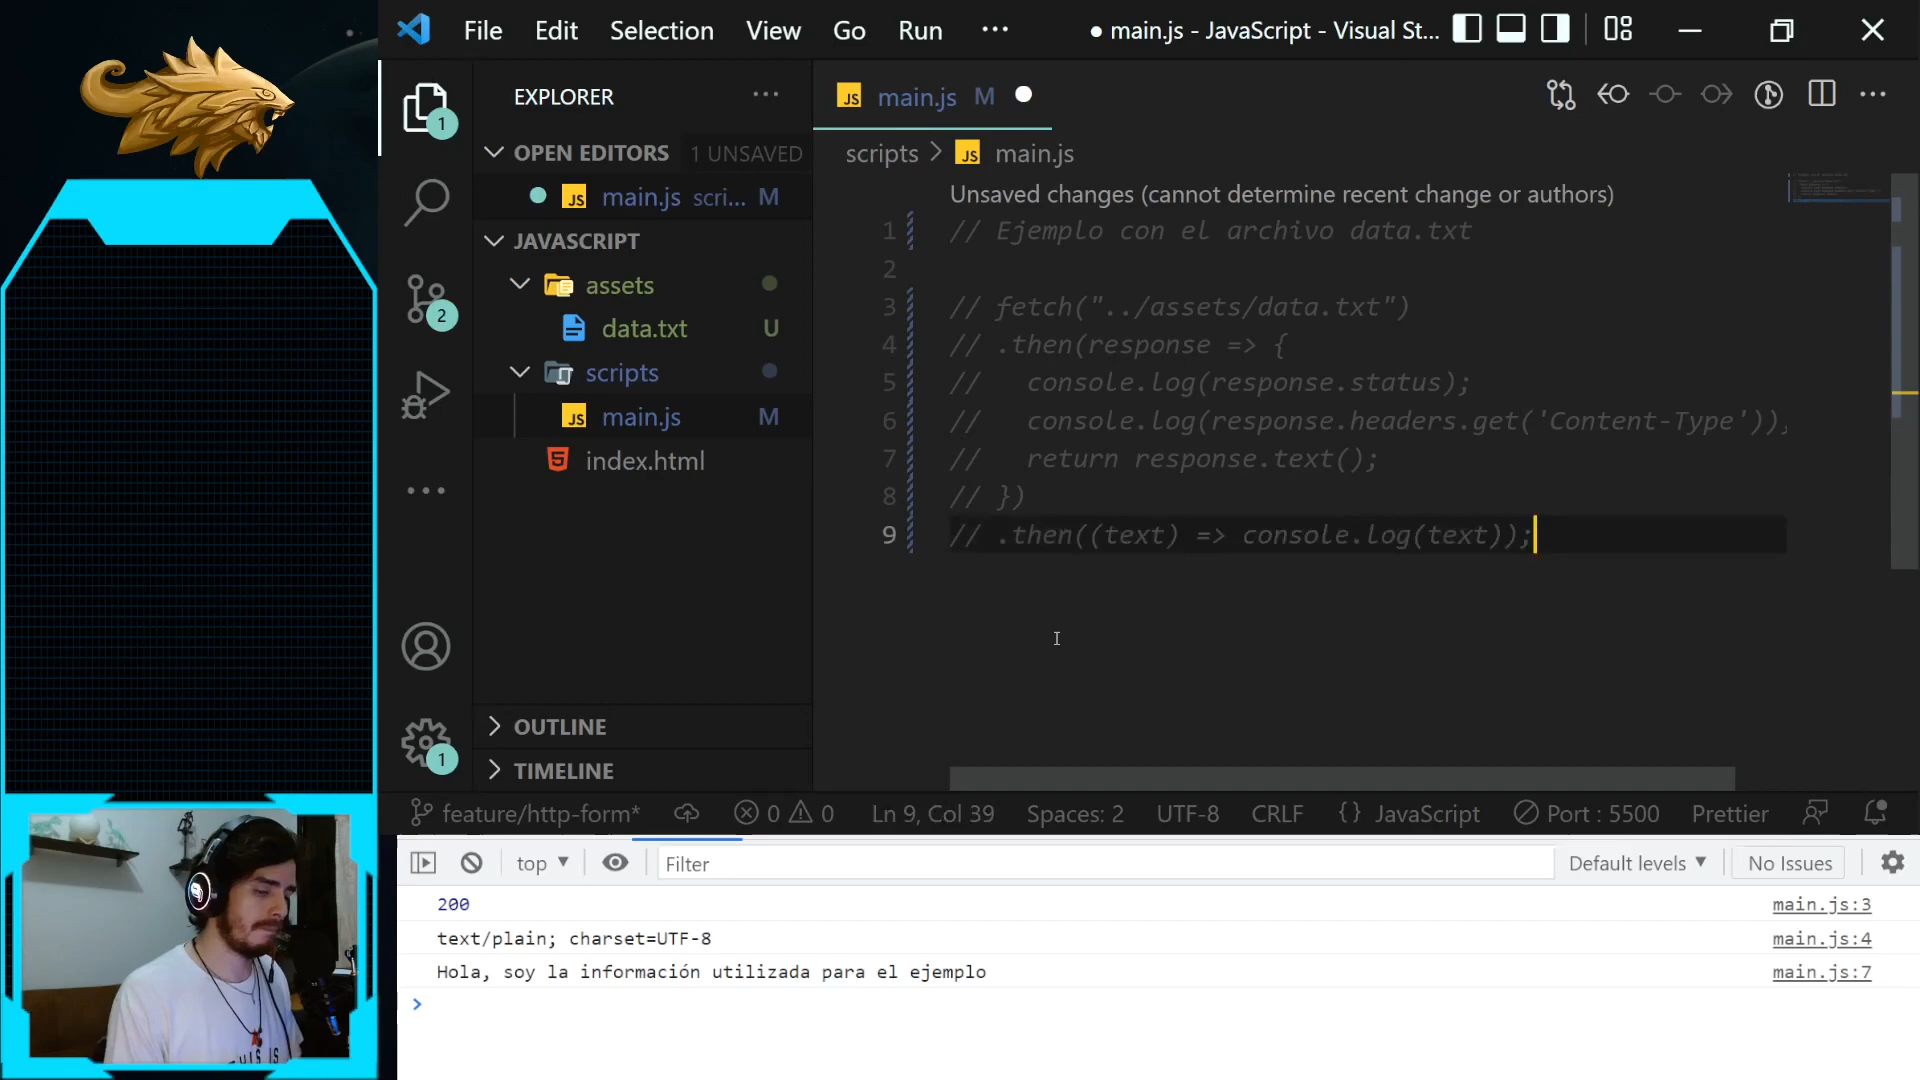 File Edit Selection View Go Run ··· ● main.js - JavaScript - Visual St...
EXPLORER ···
OPEN EDITORS 1 UNSAVED
main.js scri... M
JAVASCRIPT
assets
data.txt U
scripts
main.js M
index.html
OUTLINE
TIMELINE
1
2
1
main.js M
scripts > main.js
Unsaved changes (cannot determine recent change or authors)
1 // Ejemplo con el archivo data.txt
2
3 // fetch("../assets/data.txt")
4 // .then(response => {
5 //   console.log(response.status);
6 //   console.log(response.headers.get('Content-Type'));
7 //   return response.text();
8 // })
9 // .then((text) => console.log(text));
feature/http-form* 0 0 Ln 9, Col 39 Spaces: 2 UTF-8 CRLF {} JavaScript Port : 5500 Prettier
top Filter Default levels No Issues
200 main.js:3
text/plain; charset=UTF-8 main.js:4
Hola, soy la información utilizada para el ejemplo main.js:7
>